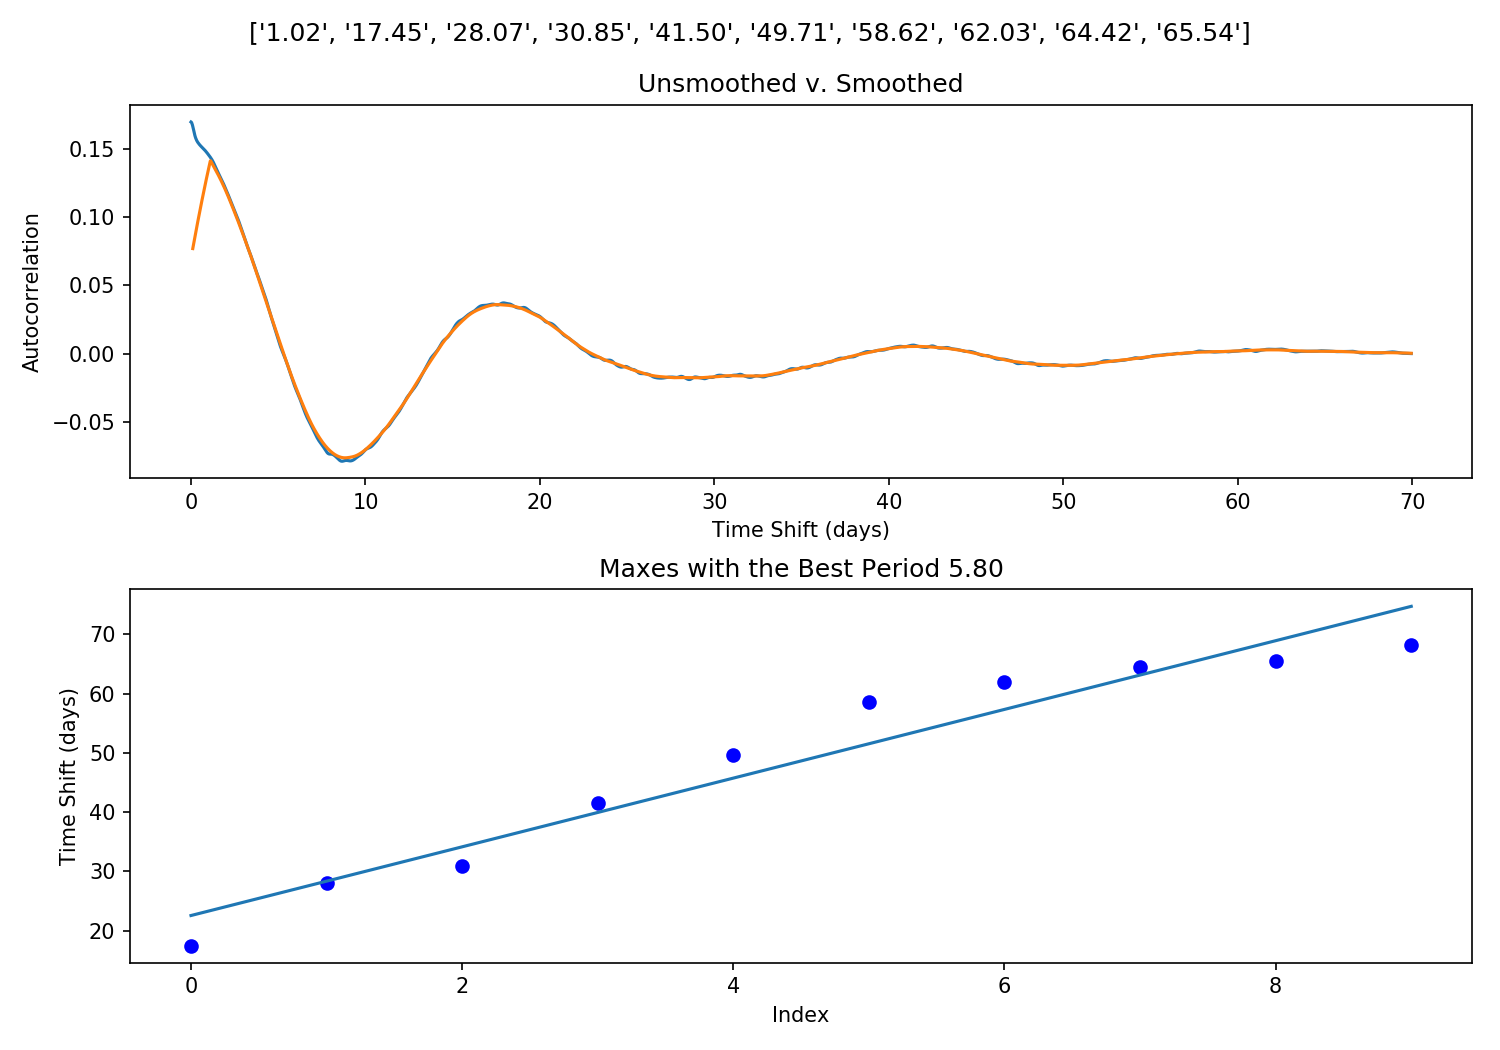 ['1.02', '17.45', '28.07', '30.85', '41.50', '49.71', '58.62', '62.03', '64.42', '65.54']
Unsmoothed v. Smoothed
Autocorrelation
0.15
0.10
0.05
0.00
−0.05
0 10 20 30 40 50 60 70
Time Shift (days)
Maxes with the Best Period 5.80
Time Shift (days)
70
60
50
40
30
20
0 2 4 6 8
Index